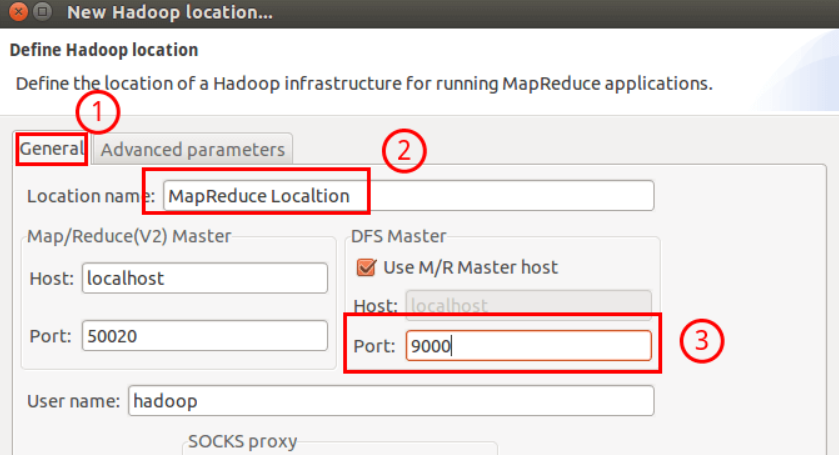 New Hadoop location...
Define Hadoop location
Define the location of a Hadoop infrastructure for running MapReduce applications.
1
General Advanced parameters
2
Location name: MapReduce Localtion
Map/Reduce(V2) Master
Host: localhost
Port: 50020
DFS Master
Use M/R Master host
Host: localhost
Port: 9000
3
User name: hadoop
SOCKS proxy